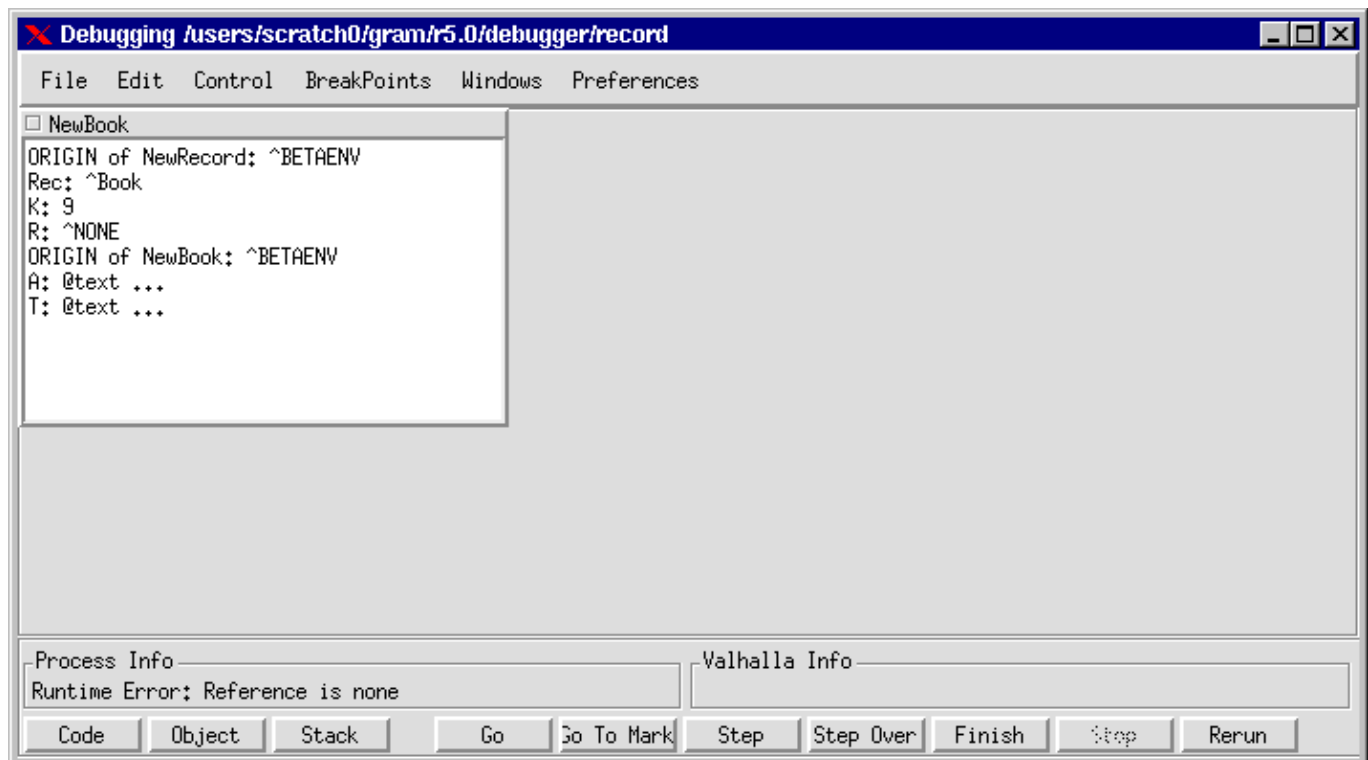 Debugging /users/scratch0/gram/r5.0/debugger/record
File Edit Control BreakPoints Windows Preferences
NewBook
ORIGIN of NewRecord: ^BETAENV
Rec: ^Book
K: 9
R: ^NONE
ORIGIN of NewBook: ^BETAENV
A: @text ...
T: @text ...
Process Info
Runtime Error: Reference is none
Valhalla Info
Code Object Stack Go Go To Mark Step Step Over Finish Stop Rerun